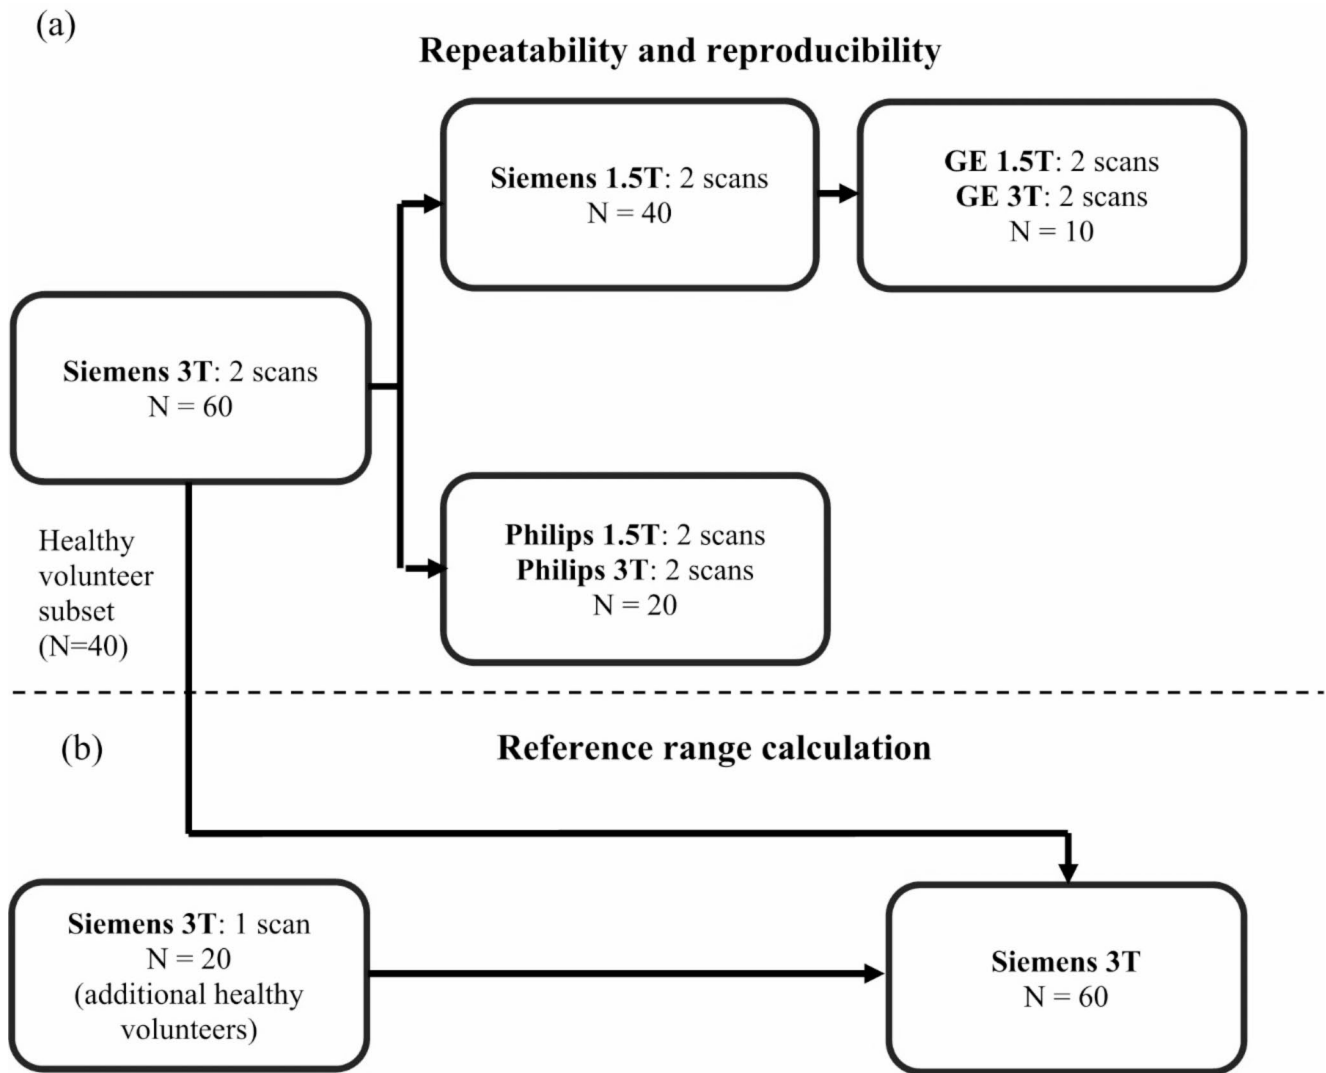 (a)
Repeatability and reproducibility
Siemens 1.5T: 2 scans
N = 40
GE 1.5T: 2 scans
GE 3T: 2 scans
N = 10
Siemens 3T: 2 scans
N = 60
Philips 1.5T: 2 scans
Philips 3T: 2 scans
N = 20
Healthy
volunteer
subset
(N=40)
(b)
Reference range calculation
Siemens 3T: 1 scan
N = 20
(additional healthy
volunteers)
Siemens 3T
N = 60